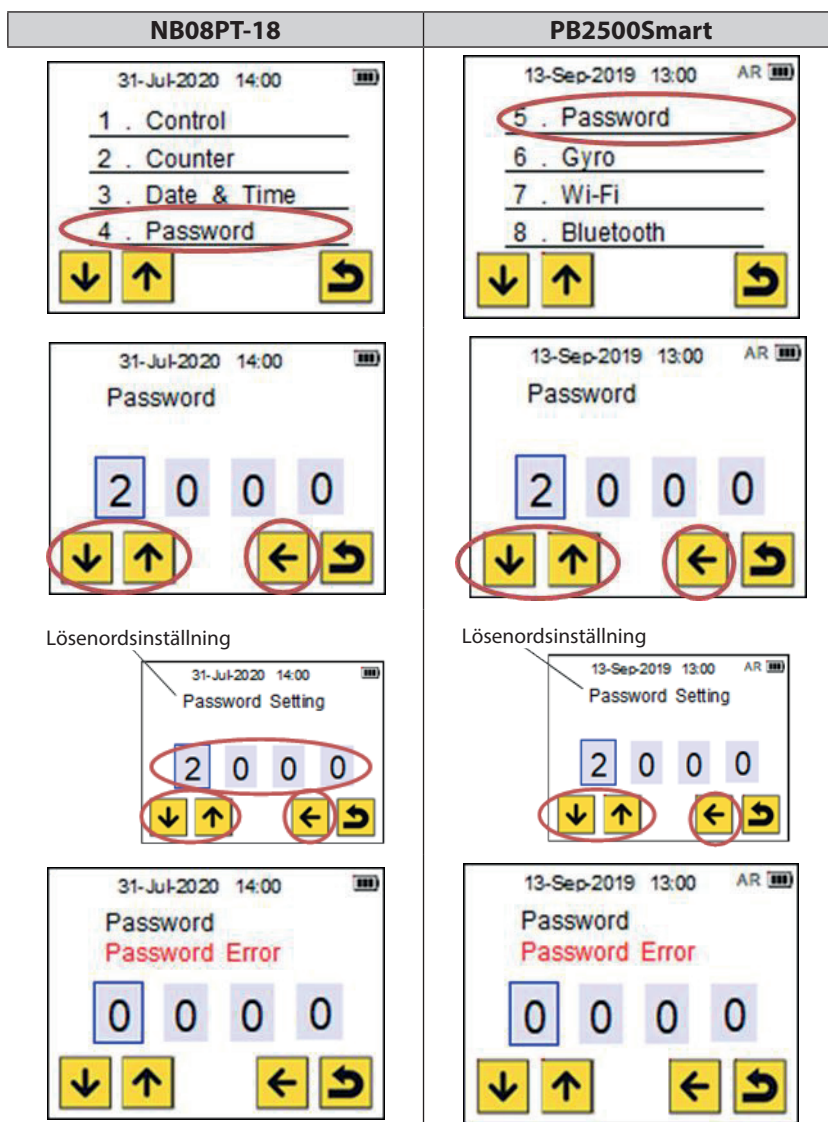 NB08PT-18
PB2500Smart
31-Jul-2020 14:00
1 . Control
2 . Counter
3 . Date & Time
4 . Password
13-Sep-2019 13:00 AR
5 . Password
6 . Gyro
7 . Wi-Fi
8 . Bluetooth
31-Jul-2020 14:00
Password
2 0 0 0
13-Sep-2019 13:00 AR
Password
2 0 0 0
Lösenordsinställning
31-Jul-2020 14:00
Password Setting
2 0 0 0
Lösenordsinställning
13-Sep-2019 13:00 AR
Password Setting
2 0 0 0
31-Jul-2020 14:00
Password
Password Error
0 0 0 0
13-Sep-2019 13:00 AR
Password
Password Error
0 0 0 0